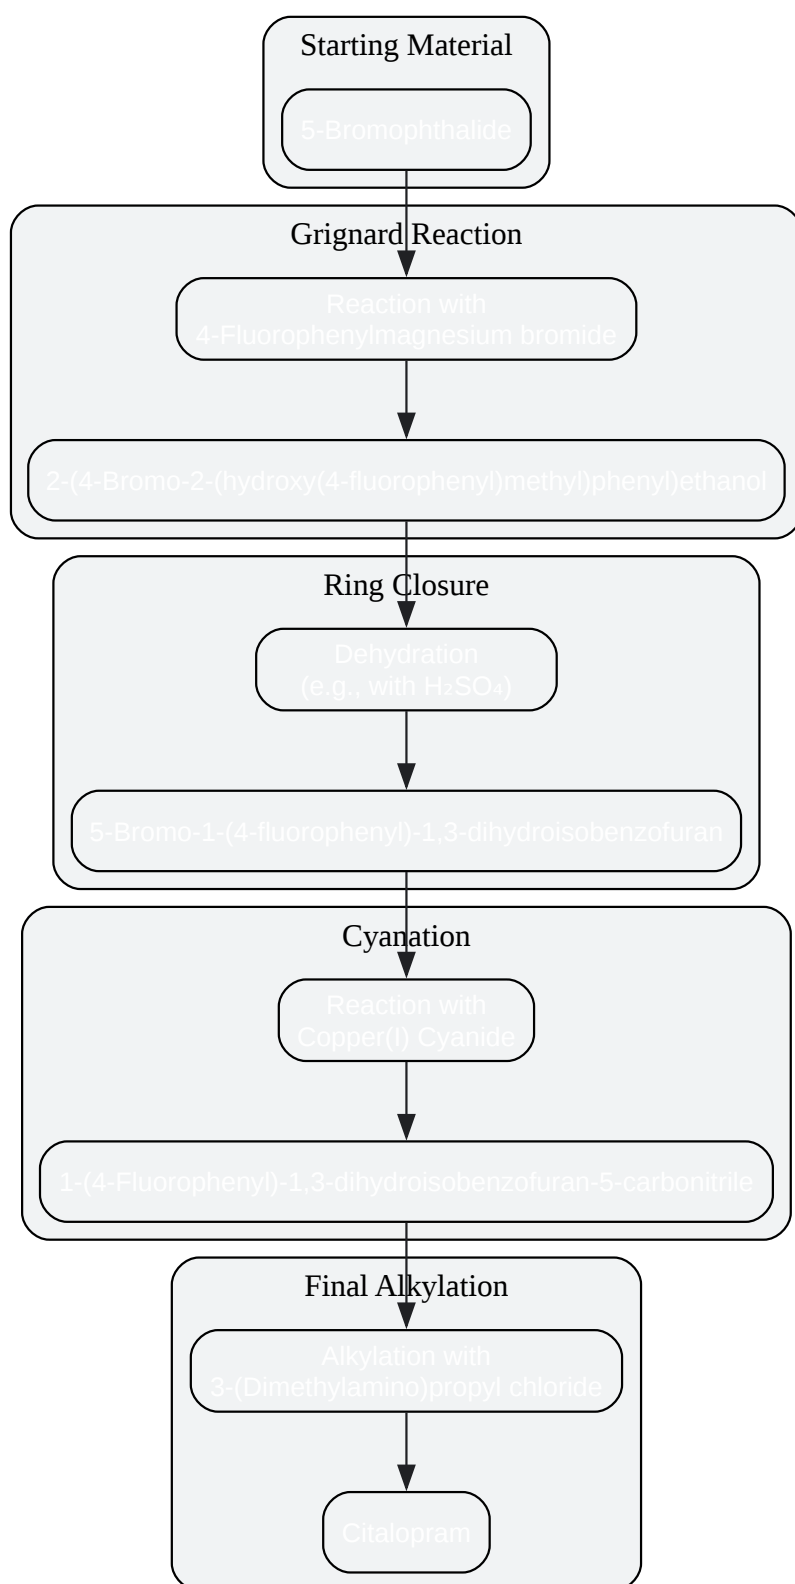 Starting Material
5-Bromophthalide
Grignard Reaction
Reaction with
4-Fluorophenylmagnesium bromide
2-(4-Bromo-2-(hydroxy(4-fluorophenyl)methyl)phenyl)ethanol
Ring Closure
Dehydration
(e.g., with H₂SO₄)
5-Bromo-1-(4-fluorophenyl)-1,3-dihydroisobenzofuran
Cyanation
Reaction with
Copper(I) Cyanide
1-(4-Fluorophenyl)-1,3-dihydroisobenzofuran-5-carbonitrile
Final Alkylation
Alkylation with
3-(Dimethylamino)propyl chloride
Citalopram